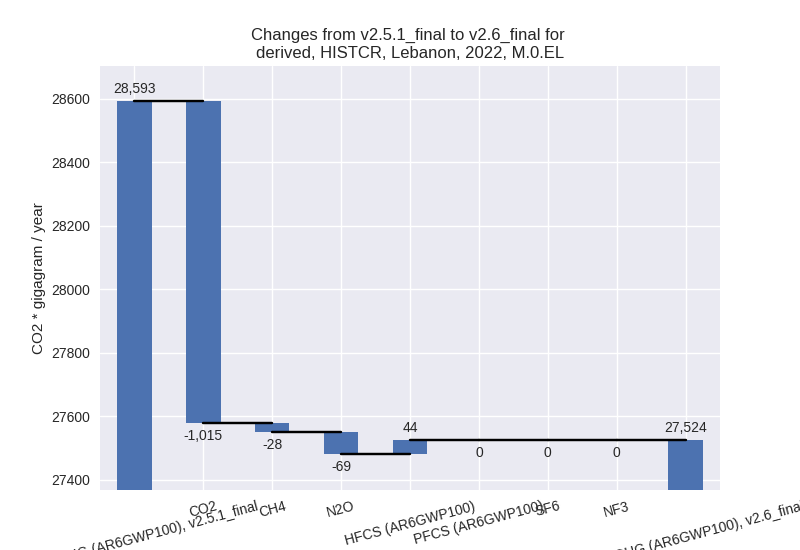 Changes from v2.5.1_final to v2.6_final for
derived, HISTCR, Lebanon, 2022, M.0.EL
CO2 * gigagram / year
28600
28400
28200
28000
27800
27600
27400
28,593
-1,015
-28
-69
44
0
0
0
27,524
(AR6GWP100), v2.5.1_final
CO2
CH4
N2O
HFCS (AR6GWP100)
PFCS (AR6GWP100)
SF6
NF3
(AR6GWP100), v2.6_final